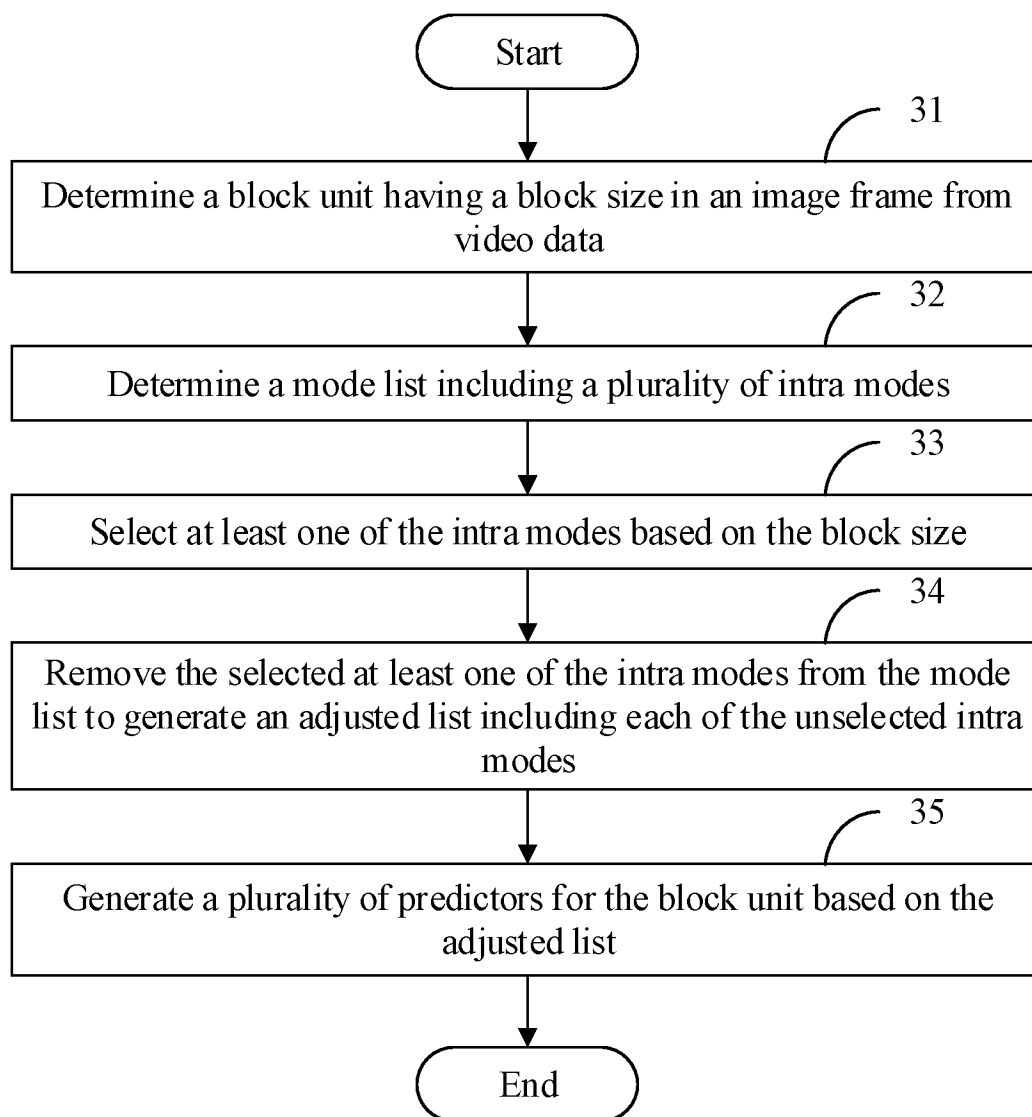 Start
31
Determine a block unit having a block size in an image frame from
video data
32
Determine a mode list including a plurality of intra modes
33
Select at least one of the intra modes based on the block size
34
Remove the selected at least one of the intra modes from the mode
list to generate an adjusted list including each of the unselected intra
modes
35
Generate a plurality of predictors for the block unit based on the
adjusted list
End